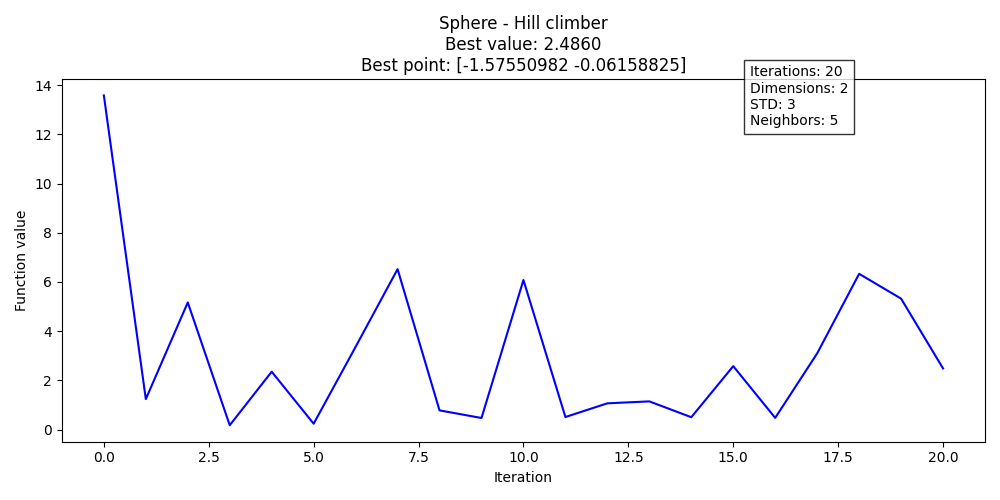 Sphere - Hill climber
Best value: 2.4860
Best point: [-1.57550982 -0.06158825]
Iterations: 20
Dimensions: 2
STD: 3
Neighbors: 5
14
12
10
8
6
4
2
0
Function value
0.0 2.5 5.0 7.5 10.0 12.5 15.0 17.5 20.0
Iteration